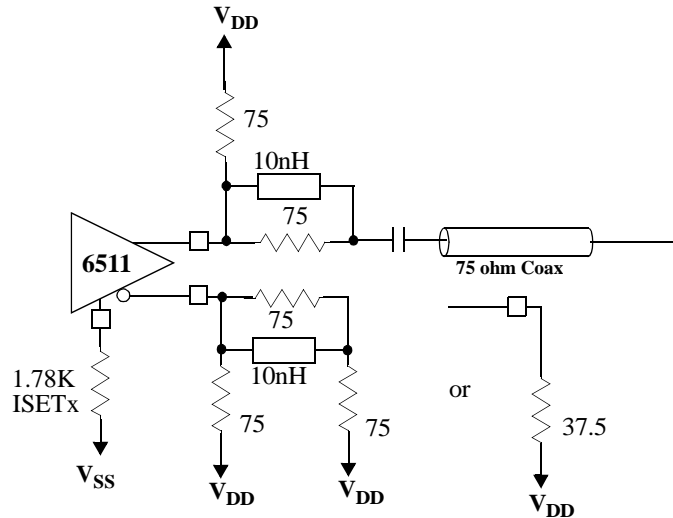 VDD
75
10nH
75
6511
75 ohm Coax
75
1.78K
ISETx
10nH
or
75
75
37.5
VSS
VDD
VDD
VDD